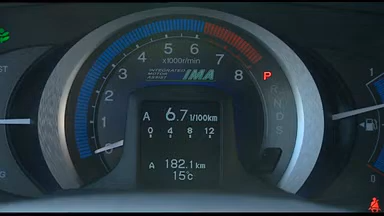 4 5 6 7
x1000r/min
3 8
INTEGRATED
MOTOR
ASSIST
IMA
P
2
R
1
N
D
S
A 6.7 l/100km
0 4 8 12
A 182.1 km
15°C